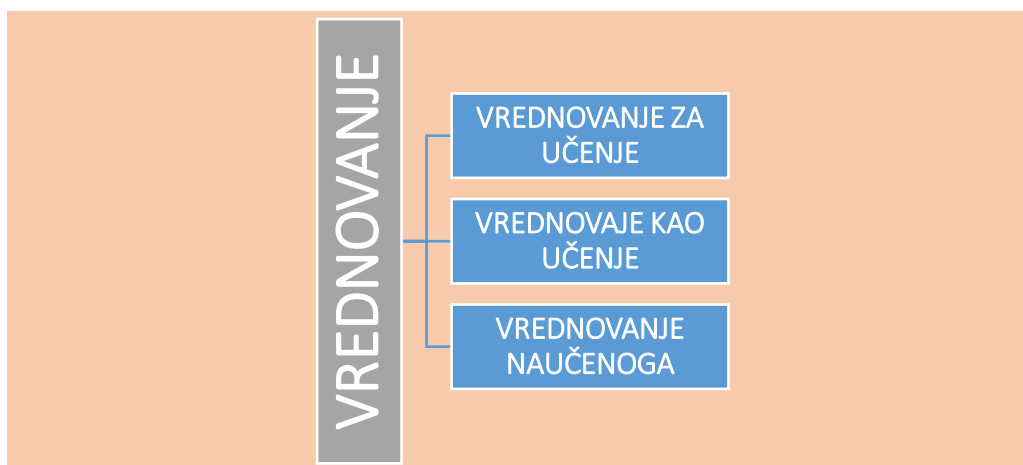 VREDNOVANJE
VREDNOVANJE ZA
UČENJE
VREDNOVAJE KAO
UČENJE
VREDNOVANJE
NAUČENOGA